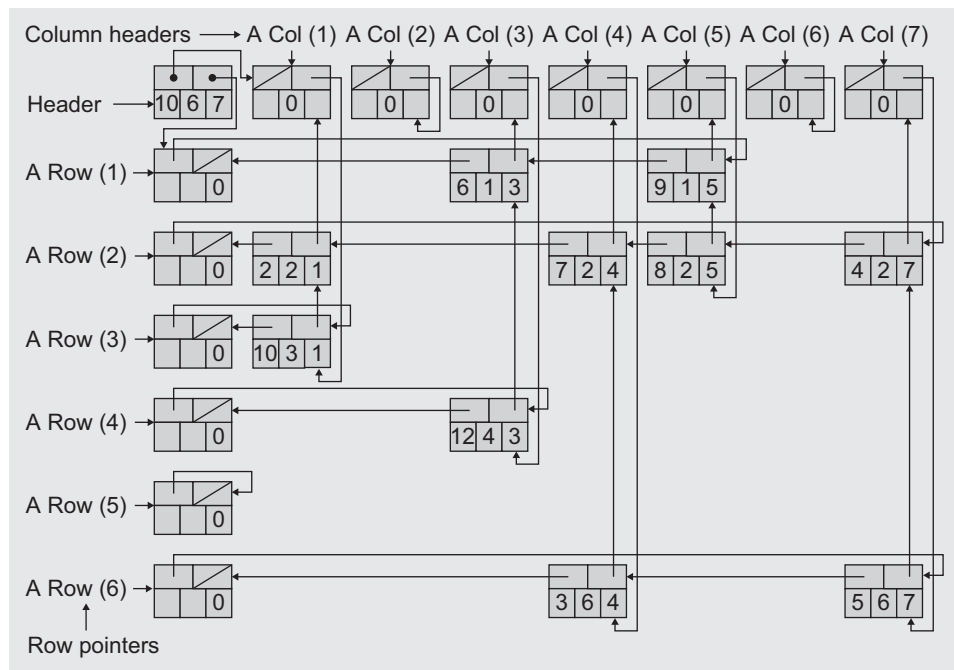 Column headers A Col (1) A Col (2) A Col (3) A Col (4) A Col (5) A Col (6) A Col (7)
Header 10 6 7 0 0 0 0 0 0 0
A Row (1) 0 6 1 3 9 1 5
A Row (2) 0 2 2 1 7 2 4 8 2 5 4 2 7
A Row (3) 0 10 3 1
A Row (4) 0 12 4 3
A Row (5) 0
A Row (6) 0 3 6 4 5 6 7
Row pointers